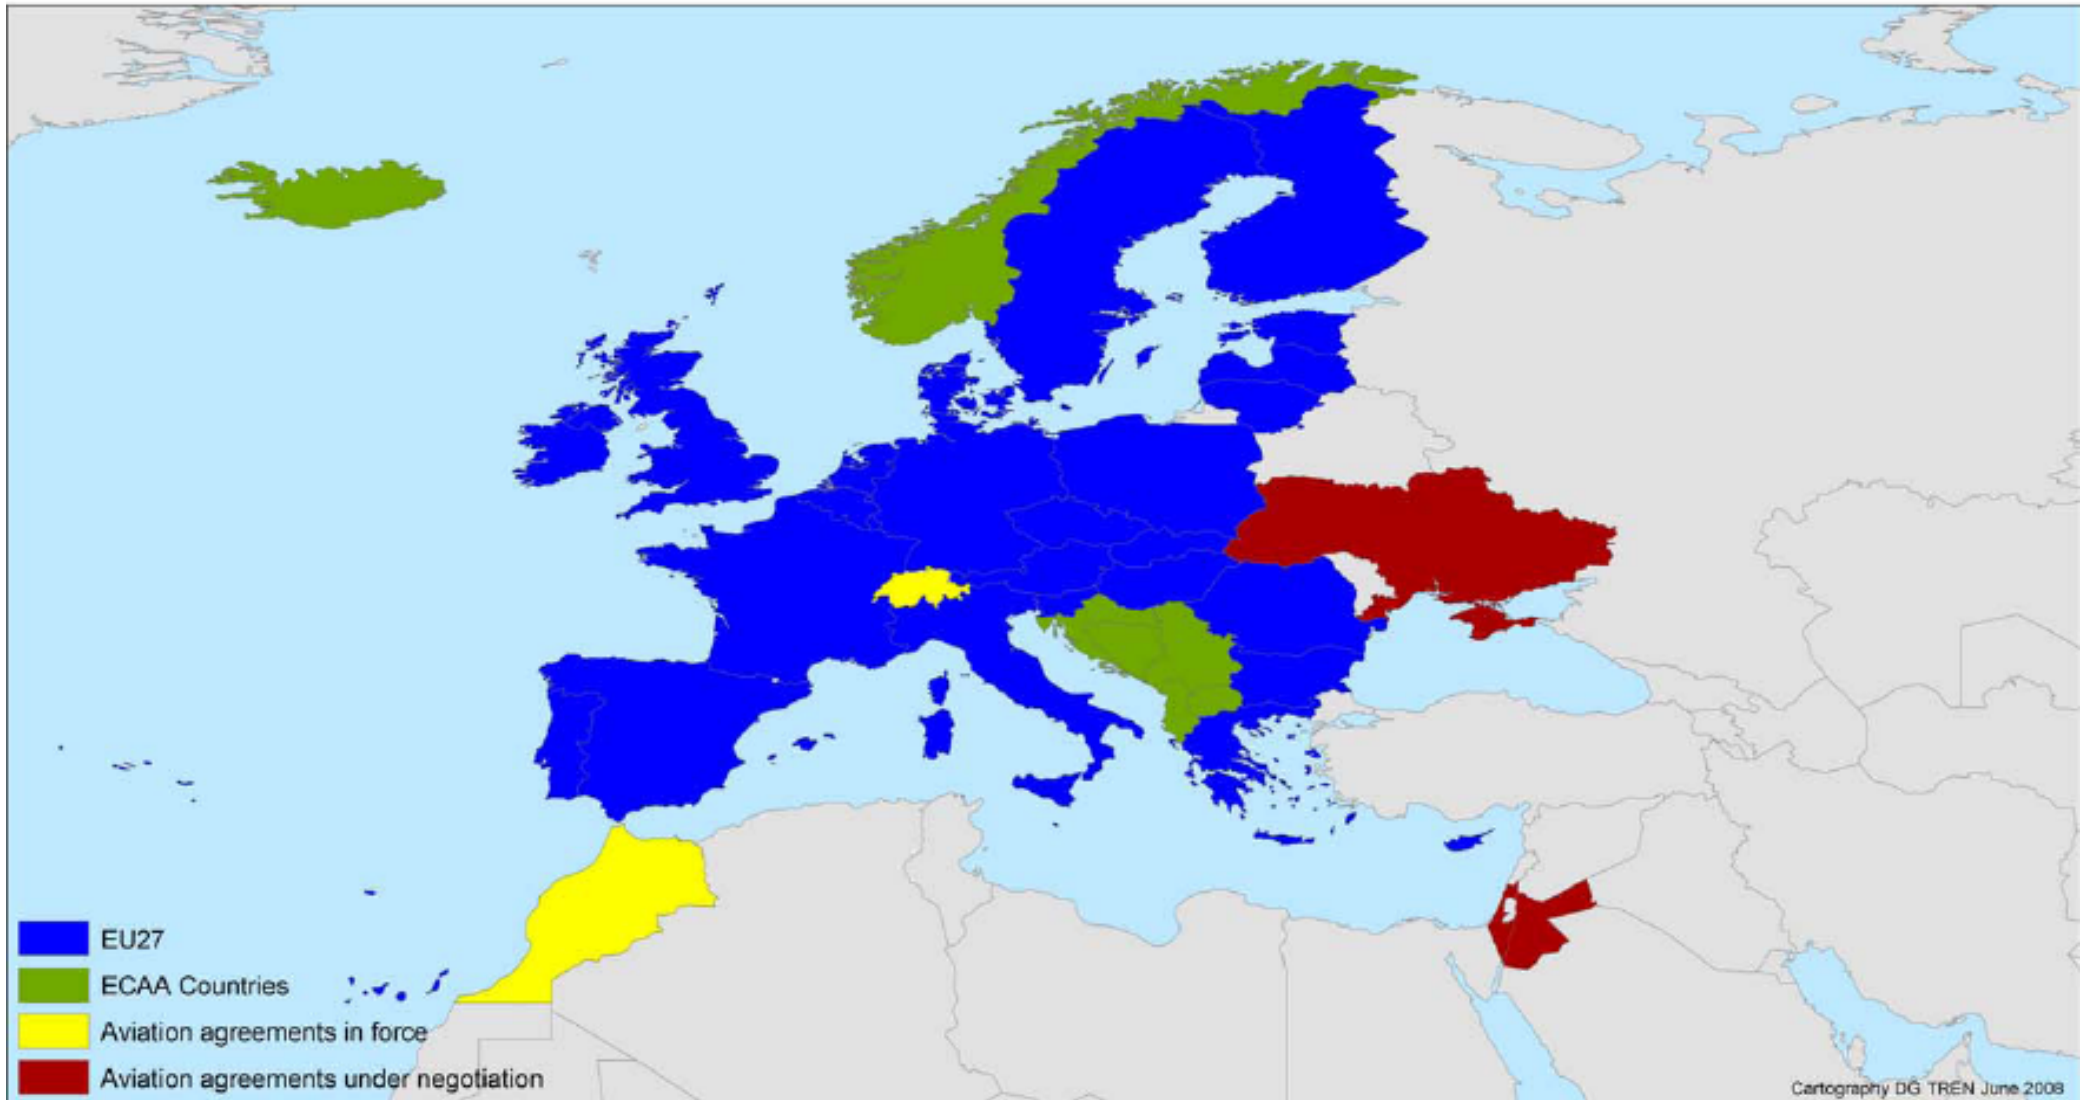 EU27
ECAA Countries
Aviation agreements in force
Aviation agreements under negotiation
Cartography DG TREN June 2008